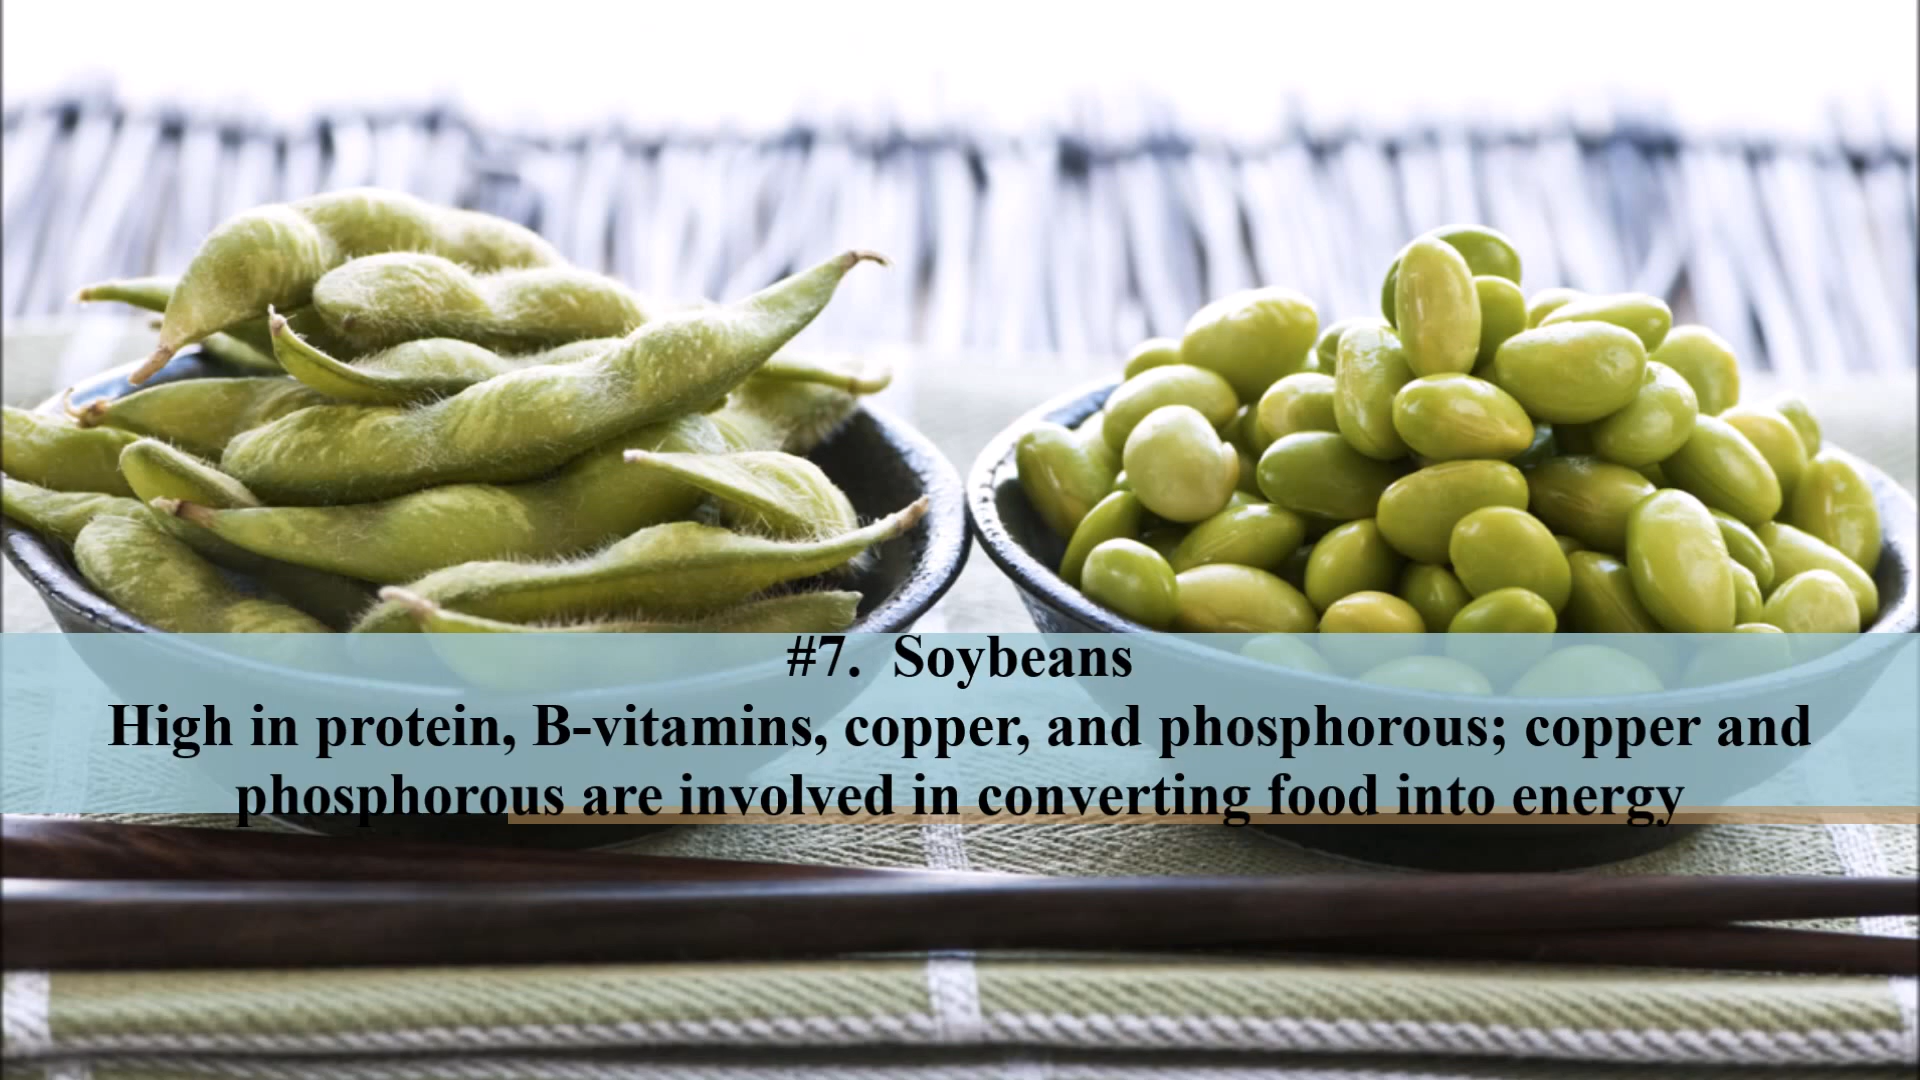 #7.  Soybeans
High in protein, B-vitamins, copper, and phosphorous; copper and
phosphorous are involved in converting food into energy